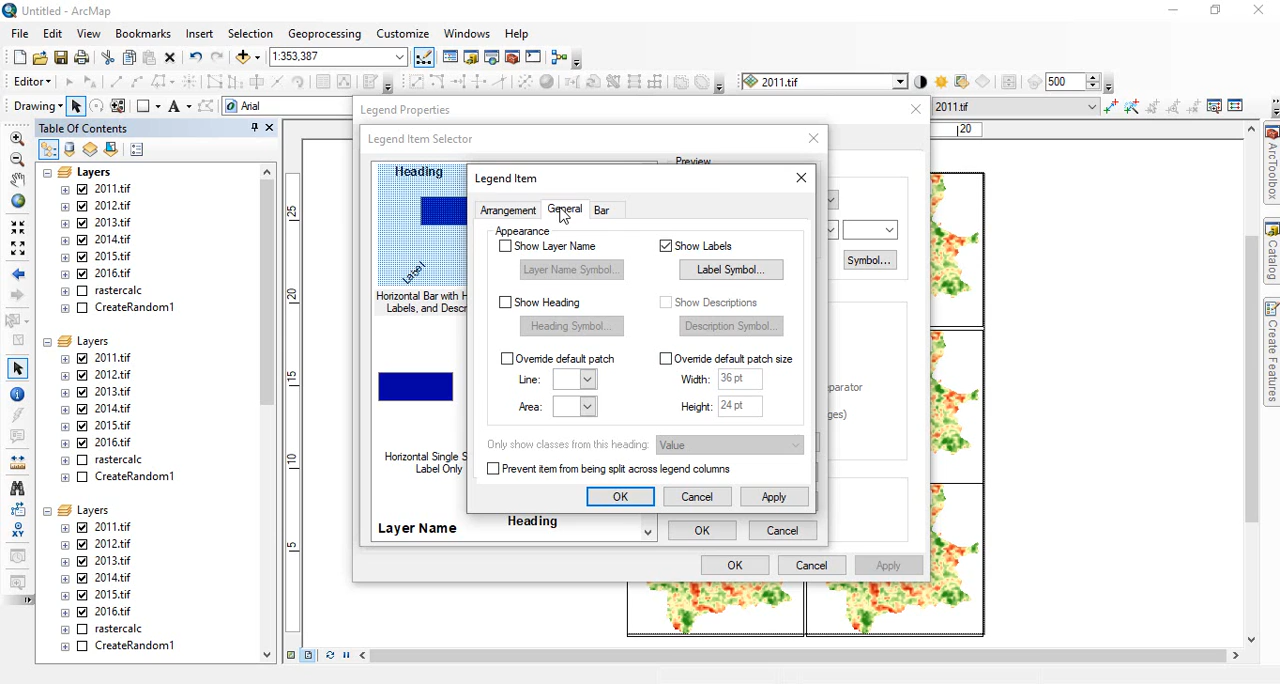 Untitled - ArcMap
File Edit View Bookmarks Insert Selection Geoprocessing Customize Windows Help
1:353,387
Editor
2011.tif
500
Drawing
Arial
2011.tif
Table Of Contents
Legend Properties
20
Legend Item Selector
Layers
2011.tif
2012.tif
2013.tif
2014.tif
2015.tif
2016.tif
rastercalc
CreateRandom1
Layers
2011.tif
2012.tif
2013.tif
2014.tif
2015.tif
2016.tif
rastercalc
CreateRandom1
Layers
2011.tif
2012.tif
2013.tif
2014.tif
2015.tif
2016.tif
rastercalc
CreateRandom1
25
20
15
10
5
Heading
Label
Horizontal Bar with H
Labels, and Descr
Horizontal Single S
Label Only
Layer Name
Heading
Preview
OK
Cancel
Legend Item
Arrangement General Bar
Appearance
Show Layer Name
Show Labels
Layer Name Symbol...
Label Symbol...
Show Heading
Show Descriptions
Heading Symbol...
Description Symbol...
Override default patch
Override default patch size
Line:
Width: 36 pt
Area:
Height: 24 pt
Only show classes from this heading: Value
Prevent item from being split across legend columns
OK Cancel Apply
Symbol...
parator
ges)
OK Cancel Apply
ArcToolbox
Catalog
Create Features